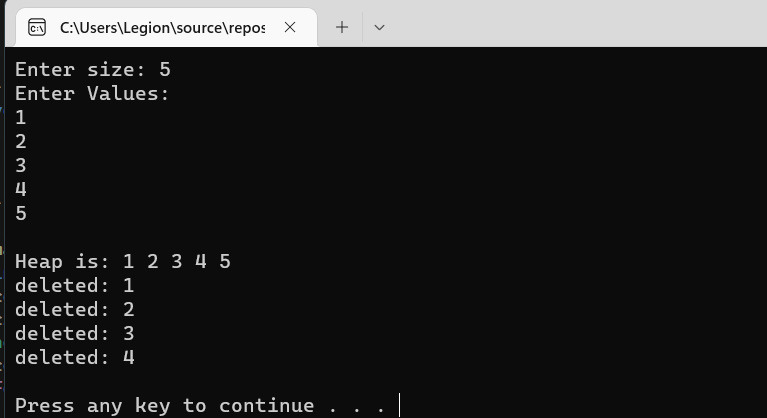 C:\Users\Legion\source\repos
Enter size: 5
Enter Values:
1
2
3
4
5
Heap is: 1 2 3 4 5
deleted: 1
deleted: 2
deleted: 3
deleted: 4
Press any key to continue . . .